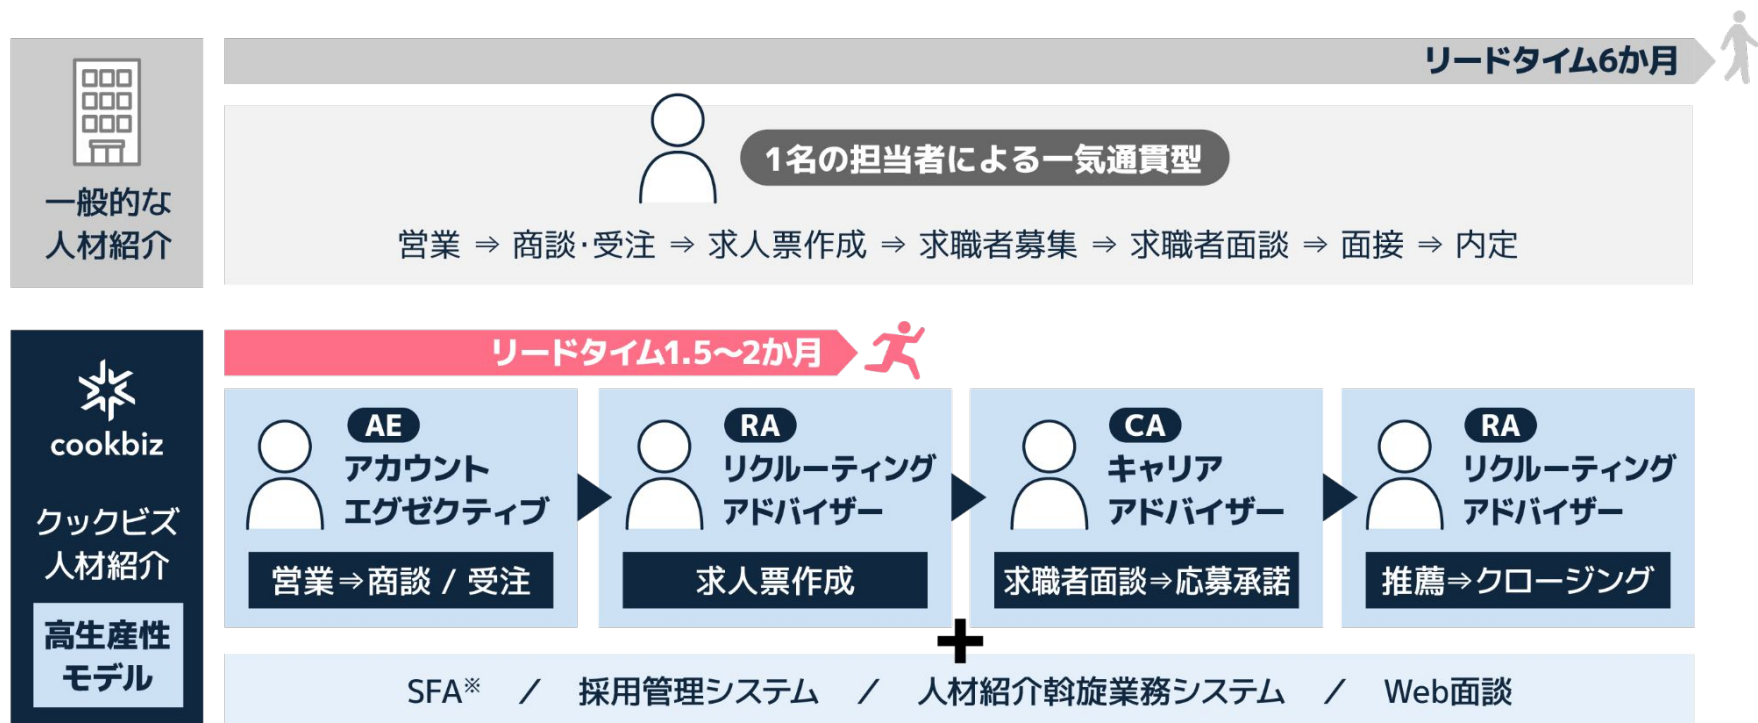 リードタイム6か月
一般的な
人材紹介
1名の担当者による一気通貫型
営業 ⇒ 商談・受注 ⇒ 求人票作成 ⇒ 求職者募集 ⇒ 求職者面談 ⇒ 面接 ⇒ 内定
リードタイム1.5〜2か月
cookbiz
クックビズ
人材紹介
高生産性
モデル
AE
アカウント
エグゼクティブ
営業⇒商談 / 受注
RA
リクルーティング
アドバイザー
求人票作成
CA
キャリア
アドバイザー
求職者面談⇒応募承諾
RA
リクルーティング
アドバイザー
推薦⇒クロージング
+
SFA※ / 採用管理システム / 人材紹介斡旋業務システム / Web面談